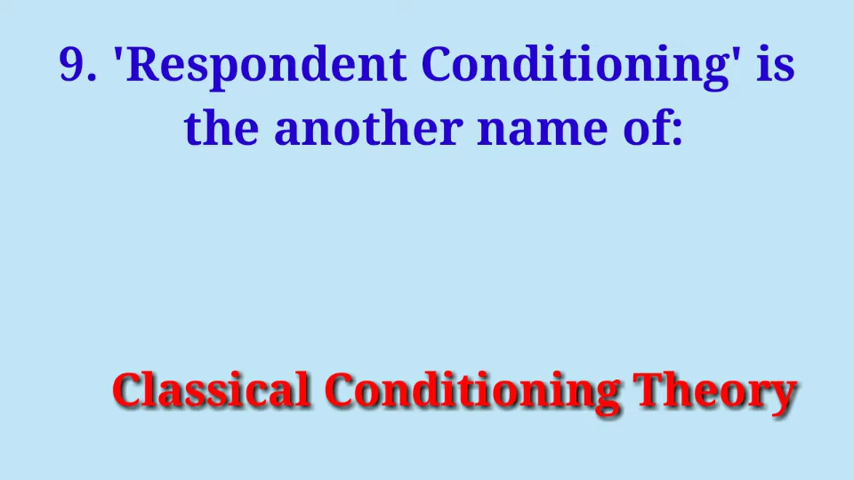 9. 'Respondent Conditioning' is
the another name of:
Classical Conditioning Theory